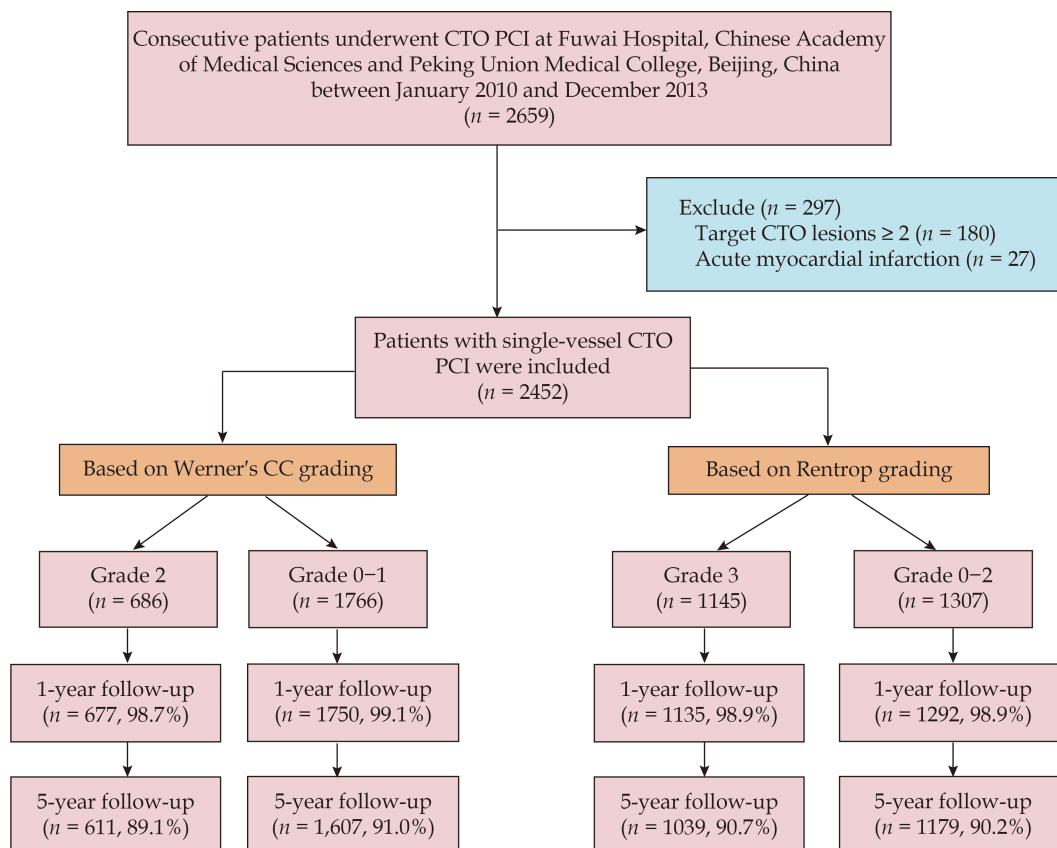 Consecutive patients underwent CTO PCI at Fuwai Hospital, Chinese Academy
of Medical Sciences and Peking Union Medical College, Beijing, China
between January 2010 and December 2013
(n = 2659)
Exclude (n = 297)
Target CTO lesions ≥ 2 (n = 180)
Acute myocardial infarction (n = 27)
Patients with single-vessel CTO
PCI were included
(n = 2452)
Based on Werner's CC grading
Based on Rentrop grading
Grade 2
(n = 686)
Grade 0−1
(n = 1766)
Grade 3
(n = 1145)
Grade 0−2
(n = 1307)
1-year follow-up
(n = 677, 98.7%)
1-year follow-up
(n = 1750, 99.1%)
1-year follow-up
(n = 1135, 98.9%)
1-year follow-up
(n = 1292, 98.9%)
5-year follow-up
(n = 611, 89.1%)
5-year follow-up
(n = 1,607, 91.0%)
5-year follow-up
(n = 1039, 90.7%)
5-year follow-up
(n = 1179, 90.2%)